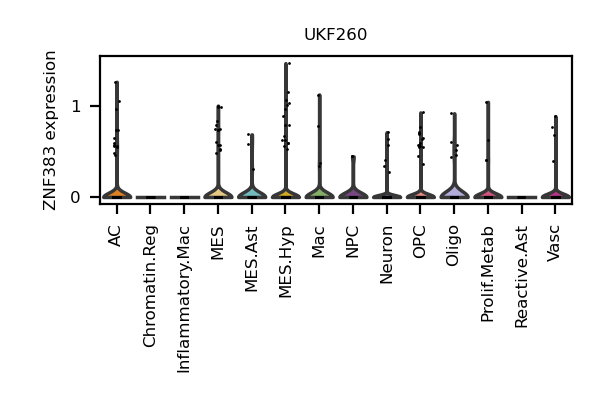 UKF260
ZNF383 expression
1
0
AC
Chromatin.Reg
Inflammatory.Mac
MES
MES.Ast
MES.Hyp
Mac
NPC
Neuron
OPC
Oligo
Prolif.Metab
Reactive.Ast
Vasc